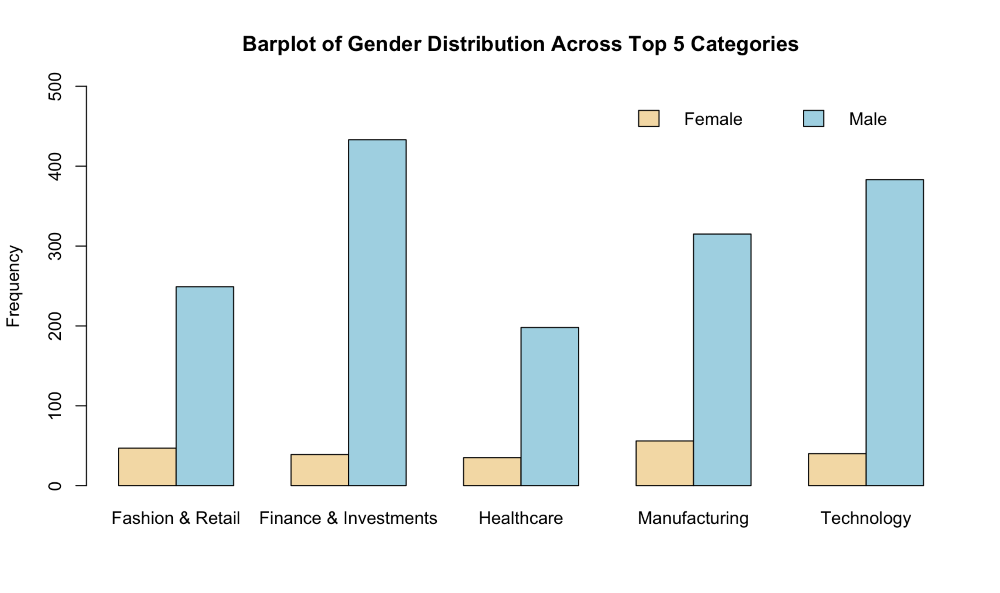 Barplot of Gender Distribution Across Top 5 Categories
Female Male
Frequency
500
400
300
200
100
0
Fashion & Retail Finance & Investments Healthcare Manufacturing Technology